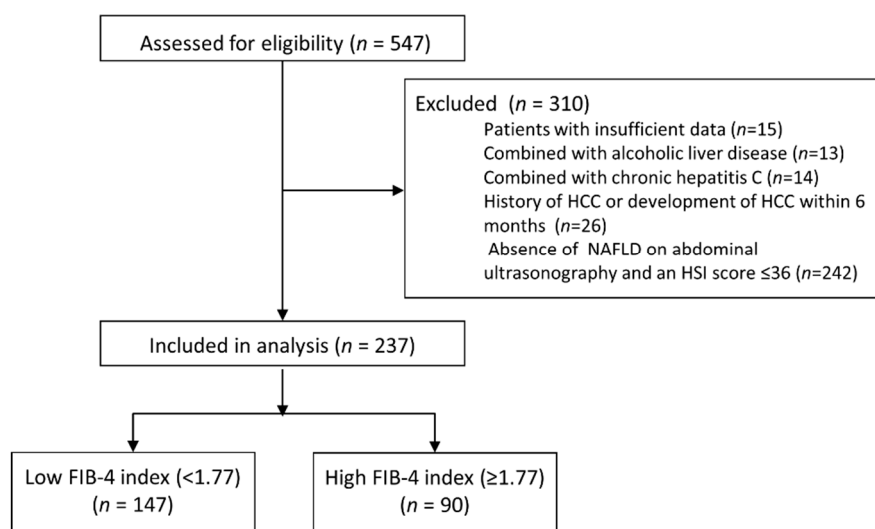 Assessed for eligibility (n = 547)
Excluded (n = 310)
Patients with insufficient data (n=15)
Combined with alcoholic liver disease (n=13)
Combined with chronic hepatitis C (n=14)
History of HCC or development of HCC within 6
months (n=26)
Absence of NAFLD on abdominal
ultrasonography and an HSI score ≤36 (n=242)
Included in analysis (n = 237)
Low FIB-4 index (<1.77)
(n = 147)
High FIB-4 index (≥1.77)
(n = 90)